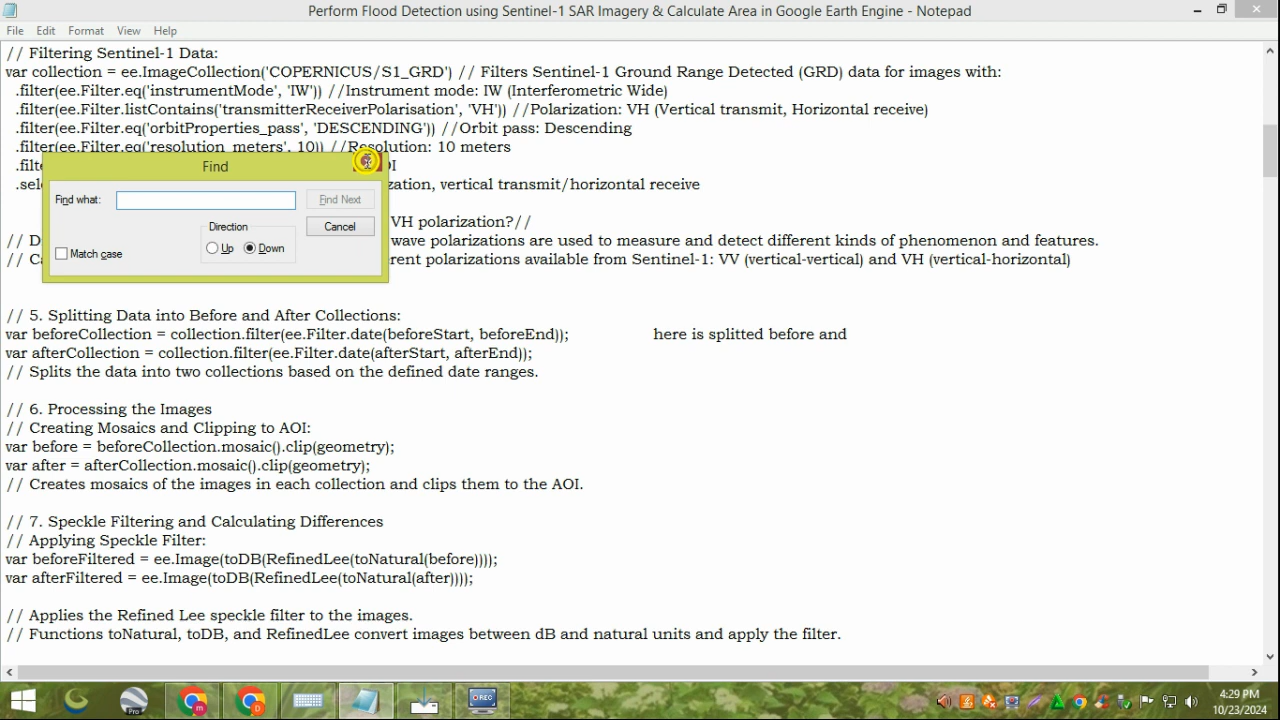 Perform Flood Detection using Sentinel-1 SAR Imagery & Calculate Area in Google Earth Engine - Notepad
File Edit Format View Help
// Filtering Sentinel-1 Data:
var collection = ee.ImageCollection('COPERNICUS/S1_GRD') // Filters Sentinel-1 Ground Range Detected (GRD) data for images with:
.filter(ee.Filter.eq('instrumentMode', 'IW')) //Instrument mode: IW (Interferometric Wide)
.filter(ee.Filter.listContains('transmitterReceiverPolarisation', 'VH')) //Polarization: VH (Vertical transmit, Horizontal receive)
.filter(ee.Filter.eq('orbitProperties_pass', 'DESCENDING')) //Orbit pass: Descending
.filter(ee.Filter.eq('resolution_meters', 10)) //Resolution: 10 meters
Find
Find what:
Find Next
Direction
Cancel
Up Down
Match case
vertical transmit/horizontal receive
VH polarization?//
wave polarizations are used to measure and detect different kinds of phenomenon and features.
polarizations available from Sentinel-1: VV (vertical-vertical) and VH (vertical-horizontal)
// 5. Splitting Data into Before and After Collections:
var beforeCollection = collection.filter(ee.Filter.date(beforeStart, beforeEnd)); here is splitted before and
var afterCollection = collection.filter(ee.Filter.date(afterStart, afterEnd));
// Splits the data into two collections based on the defined date ranges.
// 6. Processing the Images
// Creating Mosaics and Clipping to AOI:
var before = beforeCollection.mosaic().clip(geometry);
var after = afterCollection.mosaic().clip(geometry);
// Creates mosaics of the images in each collection and clips them to the AOI.
// 7. Speckle Filtering and Calculating Differences
// Applying Speckle Filter:
var beforeFiltered = ee.Image(toDB(RefinedLee(toNatural(before))));
var afterFiltered = ee.Image(toDB(RefinedLee(toNatural(after))));
// Applies the Refined Lee speckle filter to the images.
// Functions toNatural, toDB, and RefinedLee convert images between dB and natural units and apply the filter.
Pro
m
D
REC
4:29 PM
10/23/2024